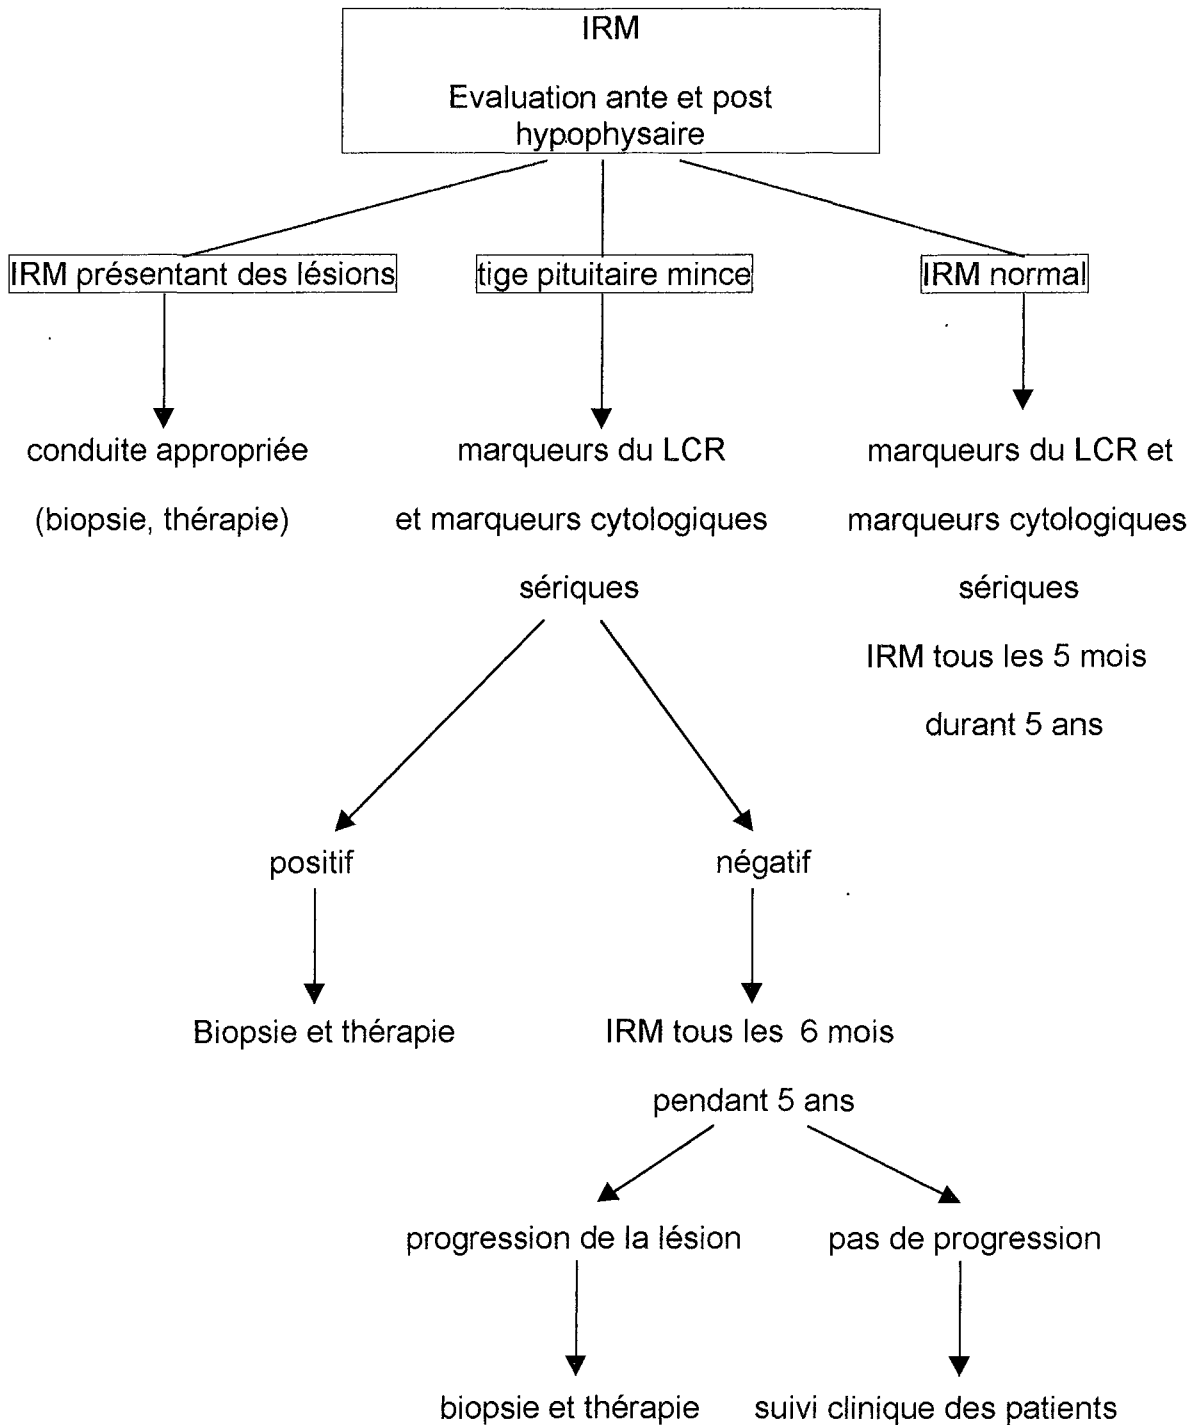 IRM
Evaluation ante et post
hypophysaire
IRM présentant des lésions
tige pituitaire mince
IRM normal
conduite appropriée
(biopsie, thérapie)
marqueurs du LCR
et marqueurs cytologiques
sériques
marqueurs du LCR et
marqueurs cytologiques
sériques
IRM tous les 5 mois
durant 5 ans
positif
négatif
Biopsie et thérapie
IRM tous les 6 mois
pendant 5 ans
progression de la lésion
pas de progression
biopsie et thérapie
suivi clinique des patients